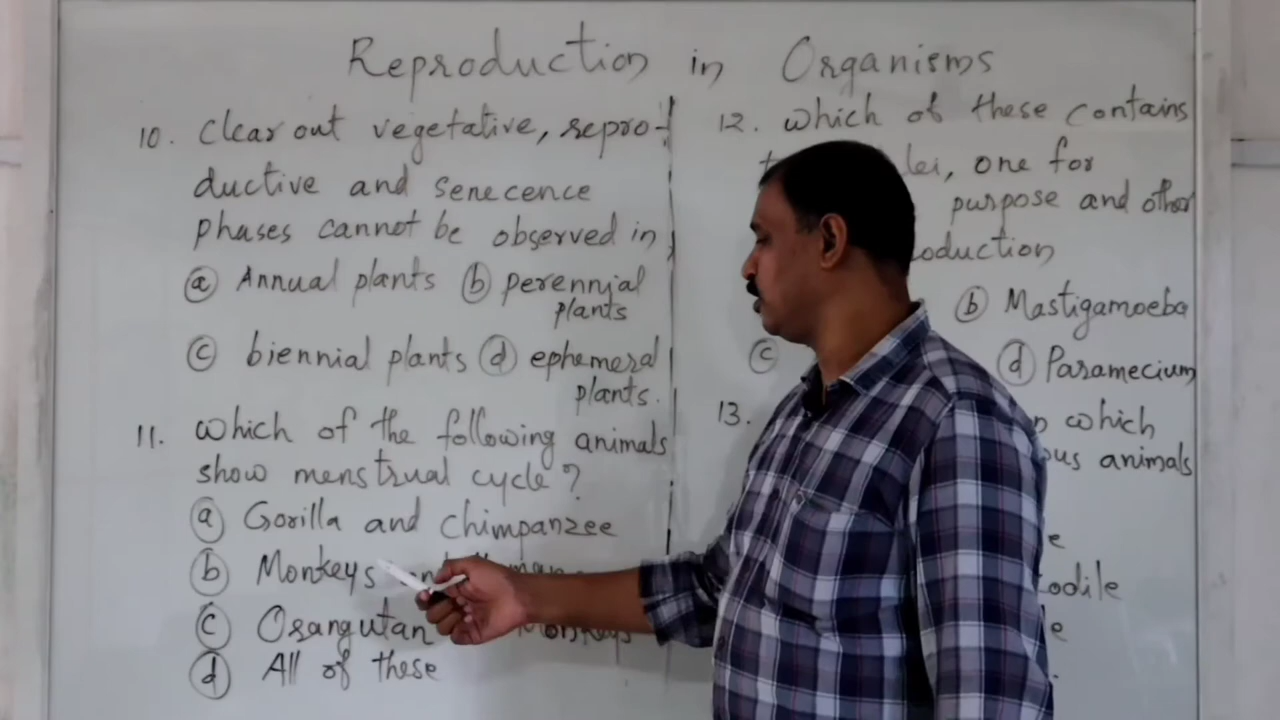 Reproduction in Organisms
10. Clear out vegetative, repro-
ductive and senecence
phases cannot be observed in
ⓐ Annual plants ⓑ perennial
plants
ⓒ biennial plants ⓓ ephemeral
plants.
11. which of the following animals
show menstrual cycle ?
ⓐ Gorilla and chimpanzee
ⓑ Monkeys
ⓒ Orangutan Monkeys
ⓓ All of these
12. which of these contains
one for
purpose and other
ⓑ Mastigamoeba
ⓒ ⓓ Paramecium
13. which
animals